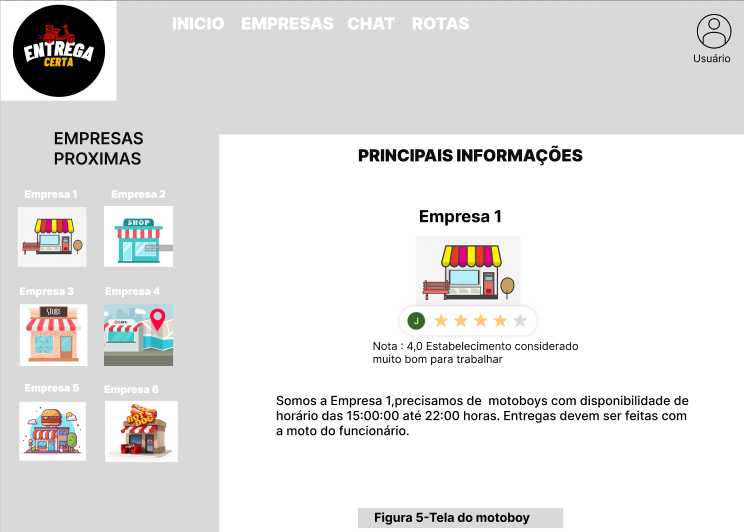 ENTREGA
CERTA
INICIO EMPRESAS CHAT ROTAS
Usuário
EMPRESAS
PROXIMAS
Empresa 1 Empresa 2
SHOP
Empresa 3 Empresa 4
STORE
CAFE
Empresa 5 Empresa 6
HOT
DOG
PRINCIPAIS INFORMAÇÕES
Empresa 1
J
Nota : 4,0 Estabelecimento considerado
muito bom para trabalhar
Somos a Empresa 1,precisamos de motoboys com disponibilidade de
horário das 15:00:00 até 22:00 horas. Entregas devem ser feitas com
a moto do funcionário.
Figura 5-Tela do motoboy